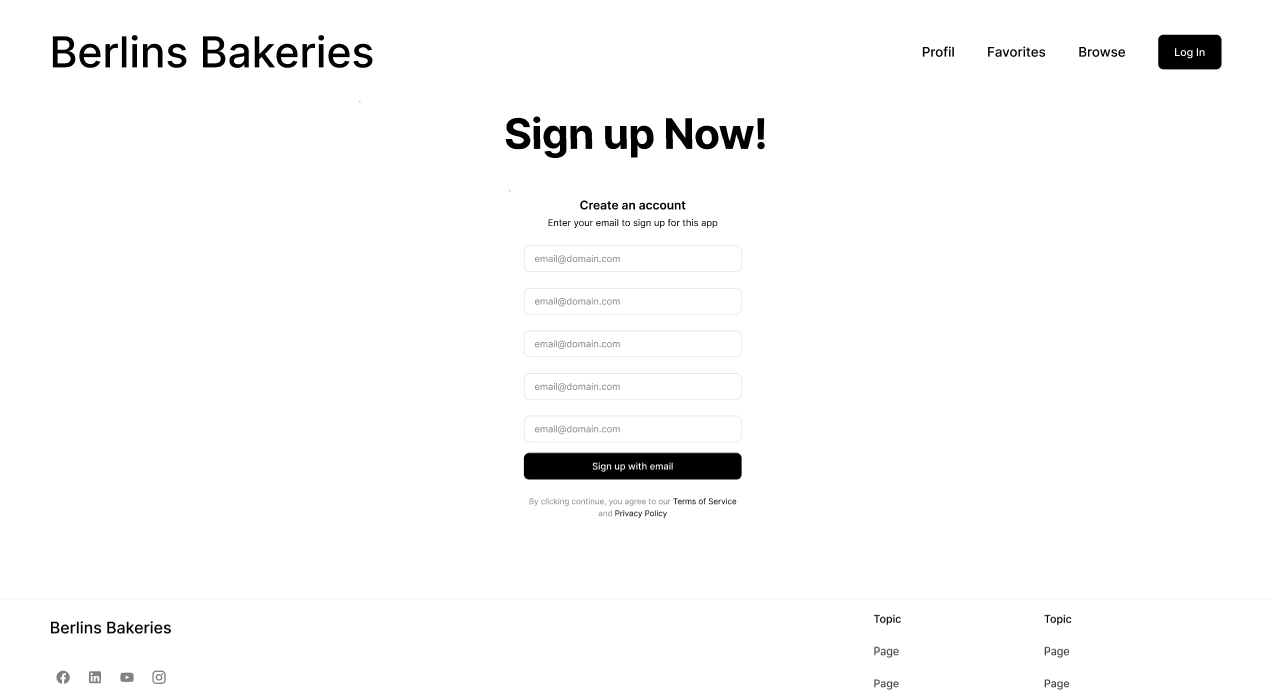 Berlins Bakeries
Profil
Favorites
Browse
Log In
Sign up Now!
Create an account
Enter your email to sign up for this app
email@domain.com
email@domain.com
email@domain.com
email@domain.com
email@domain.com
Sign up with email
By clicking continue, you agree to our Terms of Service
and Privacy Policy
Berlins Bakeries
Topic
Page
Page
Topic
Page
Page